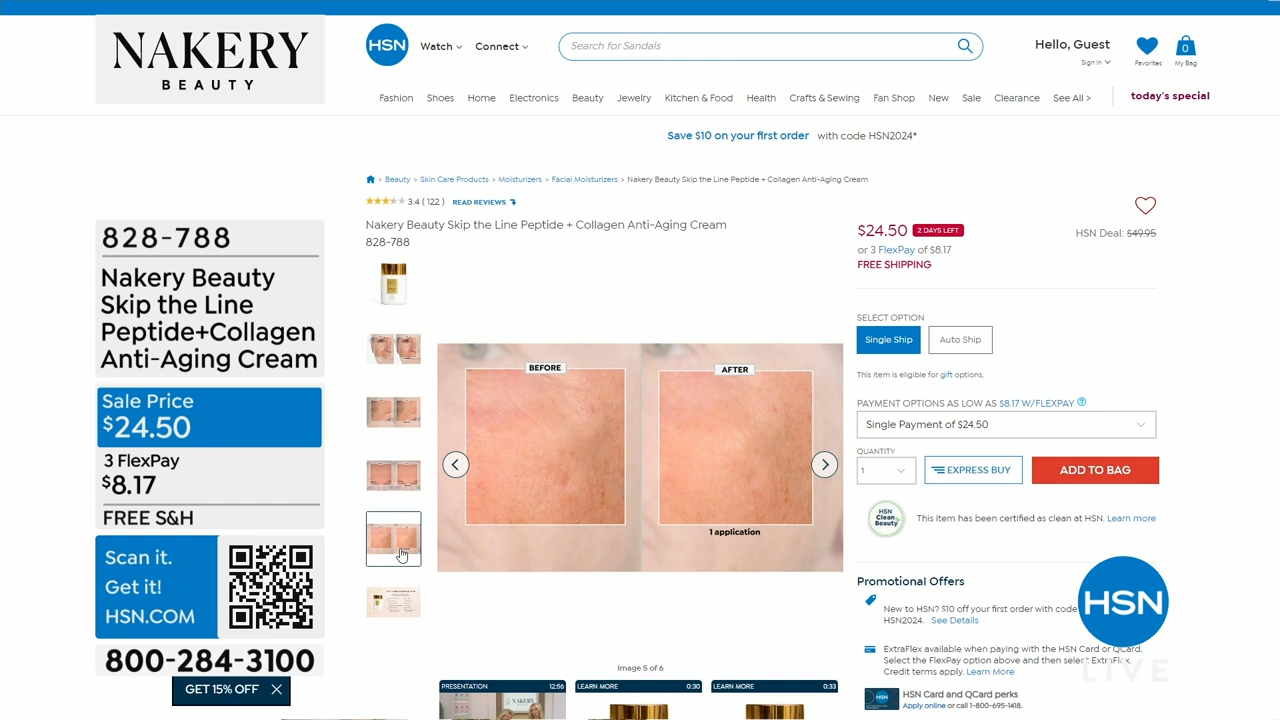 NAKERY
BEAUTY
HSN
Watch
Connect
Search for Sandals
Hello, Guest
Sign In
Favorites
0
My Bag
Fashion Shoes Home Electronics Beauty Jewelry Kitchen & Food Health Crafts & Sewing Fan Shop New Sale Clearance See All >
today's special
Save $10 on your first order with code HSN2024*
> Beauty > Skin Care Products > Moisturizers > Facial Moisturizers > Nakery Beauty Skip the Line Peptide + Collagen Anti-Aging Cream
3.4 ( 122 ) READ REVIEWS
Nakery Beauty Skip the Line Peptide + Collagen Anti-Aging Cream
828-788
828-788
Nakery Beauty
Skip the Line
Peptide+Collagen
Anti-Aging Cream
Sale Price
$24.50
3 FlexPay
$8.17
FREE S&H
Scan it.
Get it!
HSN.COM
800-284-3100
GET 15% OFF
BEFORE
AFTER
1 application
Image 5 of 6
PRESENTATION 12:56
LEARN MORE 0:30
LEARN MORE 0:33
NAKERY
$24.50 2 DAYS LEFT
HSN Deal: $49.95
or 3 FlexPay of $8.17
FREE SHIPPING
SELECT OPTION
Single Ship
Auto Ship
This item is eligible for gift options.
PAYMENT OPTIONS AS LOW AS $8.17 W/FLEXPAY
Single Payment of $24.50
QUANTITY
1
EXPRESS BUY
ADD TO BAG
HSN
Clean
Beauty
This item has been certified as clean at HSN. Learn more
Promotional Offers
New to HSN? $10 off your first order with code
HSN2024. See Details
ExtraFlex available when paying with the HSN Card or QCard.
Select the FlexPay option above and then select ExtraFlex.
Credit terms apply. Learn More
HSN
HSN Card and QCard perks
Apply online or call 1-800-695-1418.
HSN
LIVE